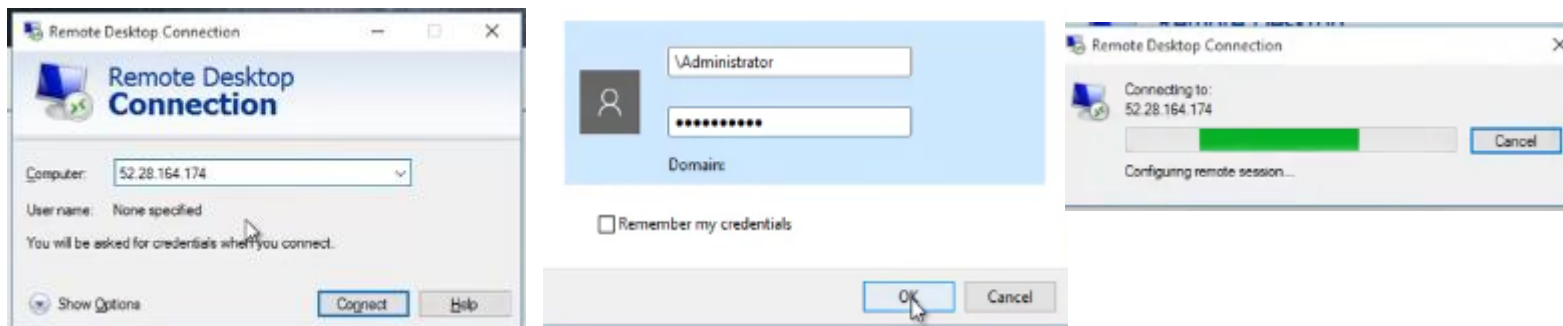 Remote Desktop Connection
Remote Desktop
Connection
Computer:
52.28.164.174
User name:
None specified
You will be asked for credentials when you connect.
Show Options
Connect
Help
\Administrator
••••••••••
Domain:
Remember my credentials
OK
Cancel
Remote Desktop Connection
Connecting to:
52.28.164.174
Cancel
Configuring remote session...